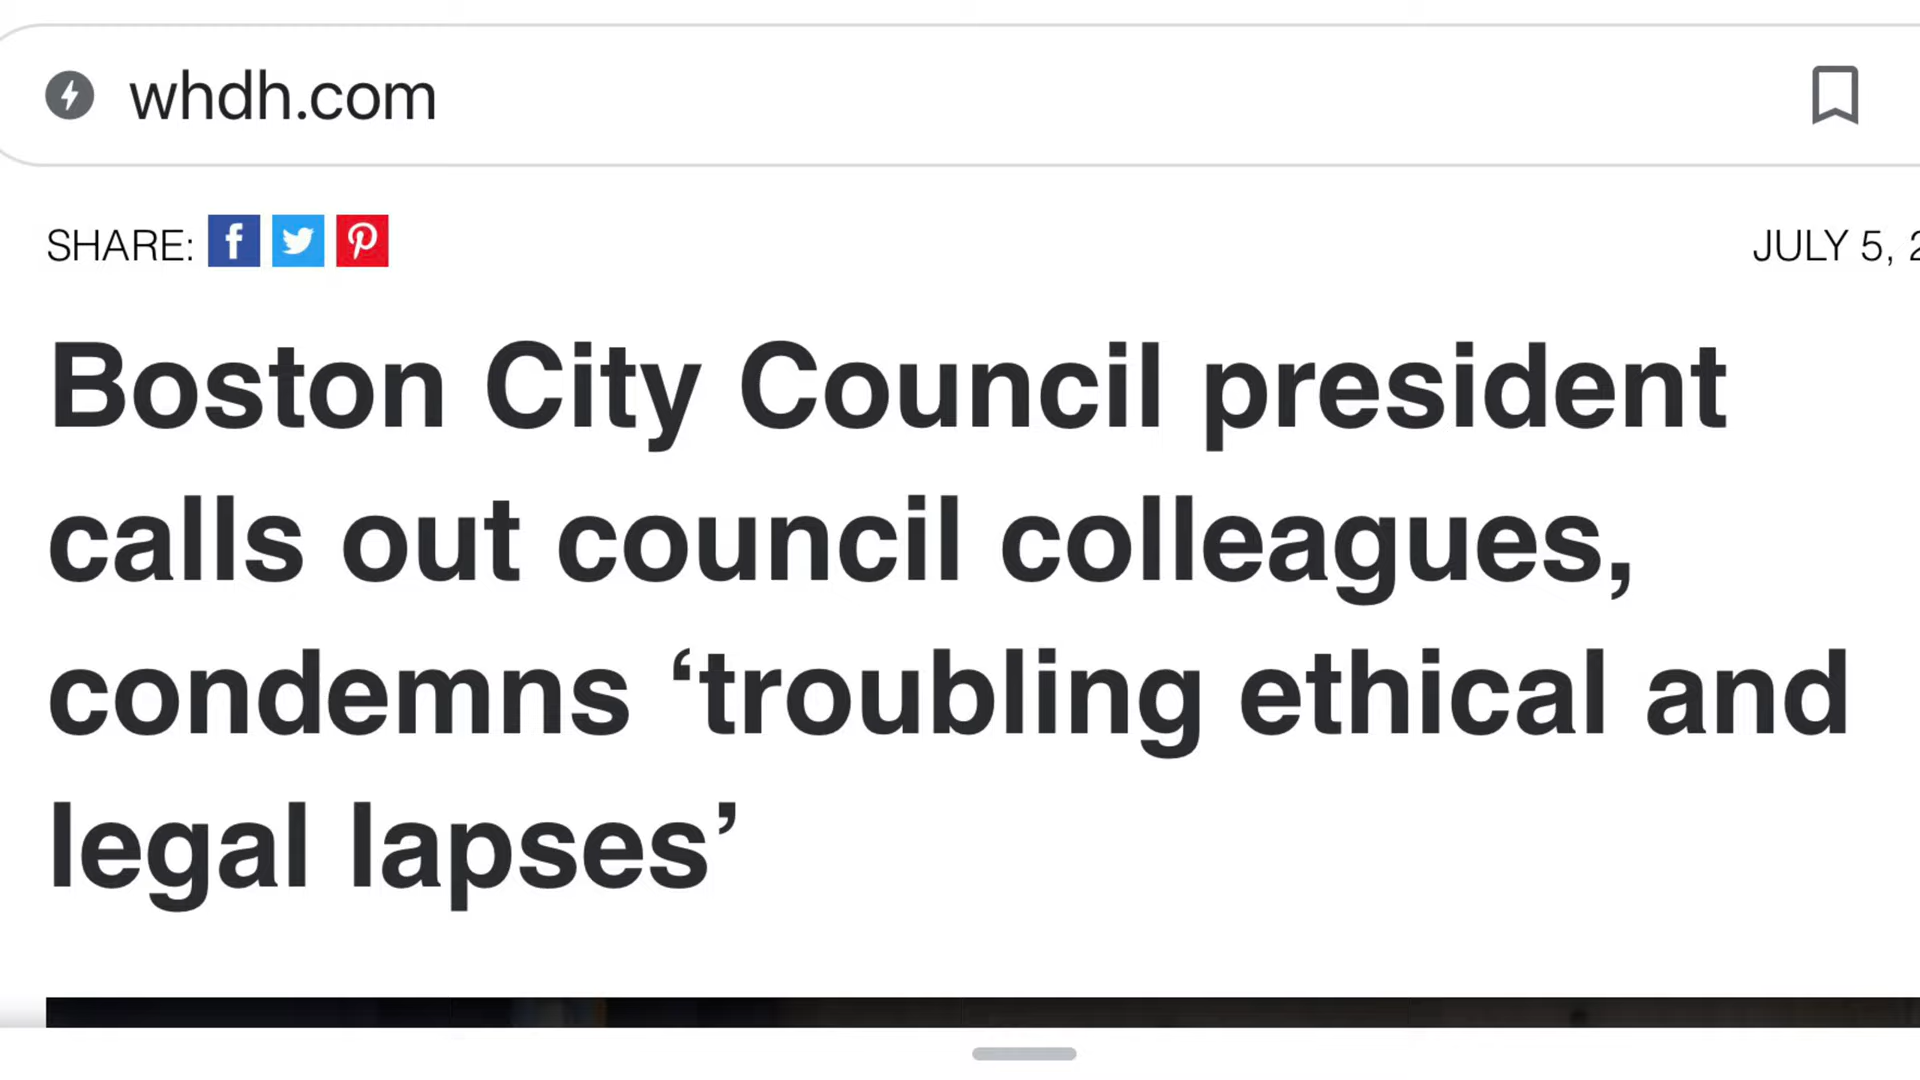 whdh.com
SHARE:
JULY 5,
Boston City Council president
calls out council colleagues,
condemns ‘troubling ethical and
legal lapses’